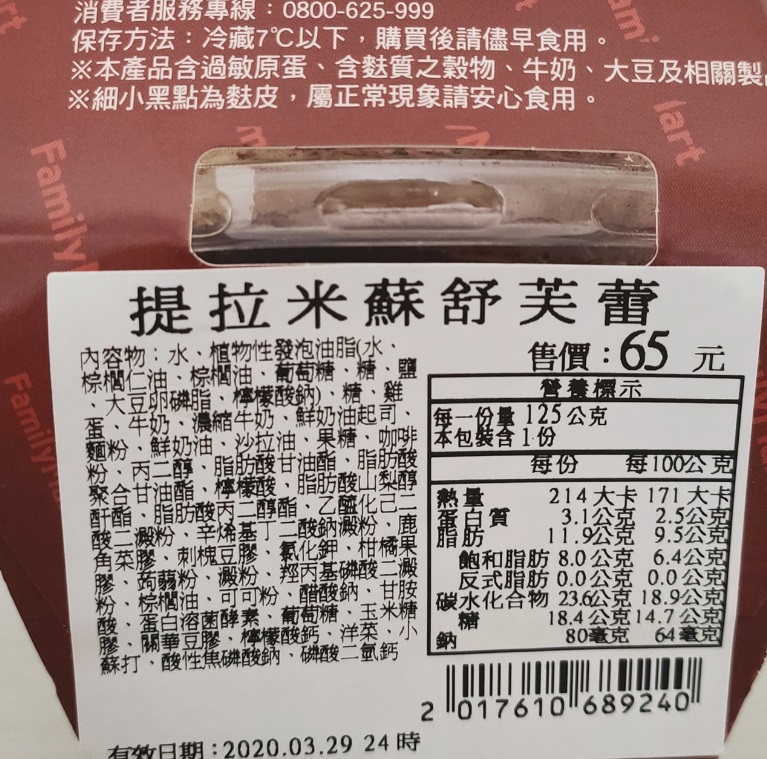 消費者服務專線：0800-625-999
保存方法：冷藏7℃以下，購買後請儘早食用。
※本產品含過敏原蛋、含麩質之穀物、牛奶、大豆及相關製
※細小黑點為麩皮，屬正常現象請安心食用。
提拉米蘇舒芙蕾
內容物：水、植物性發泡油脂(水、
棕櫚仁油、棕櫚油、葡萄糖、糖、鹽
、大豆卵磷脂、檸檬酸鈉)、糖、雞
蛋、牛奶、濃縮牛奶、鮮奶油起司、
麵粉、鮮奶油、沙拉油、果糖、咖啡
粉、丙二醇、脂肪酸甘油酯、脂肪酸
聚合甘油酯、檸檬酸、脂肪酸山梨醇
酐酯、脂肪酸丙二醇酯、乙醯化己二
酸二澱粉、辛烯基丁二酸鈉澱粉、鹿
角菜膠、刺槐豆膠、氯化鉀、柑橘果
膠、蒟蒻粉、澱粉、羥丙基磷酸二澱
粉、棕櫚油、可可粉、醋酸鈉、甘胺
酸、蛋白溶菌酵素、葡萄糖、玉米糖
膠、關華豆膠、檸檬酸鈣、洋菜、小
蘇打、酸性焦磷酸鈉、磷酸二氫鈣
售價：65 元
營養標示
每一份量 125 公克
本包裝含 1 份
每份 每100公克
熱量 214 大卡 171 大卡
蛋白質 3.1公克 2.5公克
脂肪 11.9公克 9.5公克
飽和脂肪 8.0 公克 6.4公克
反式脂肪 0.0 公克 0.0 公克
碳水化合物 23.6公克 18.9公克
糖 18.4 公克 14.7 公克
鈉 80毫克 64毫克
2 017610 689240
有效日期：2020.03.29 24時
Family
Family
Mart